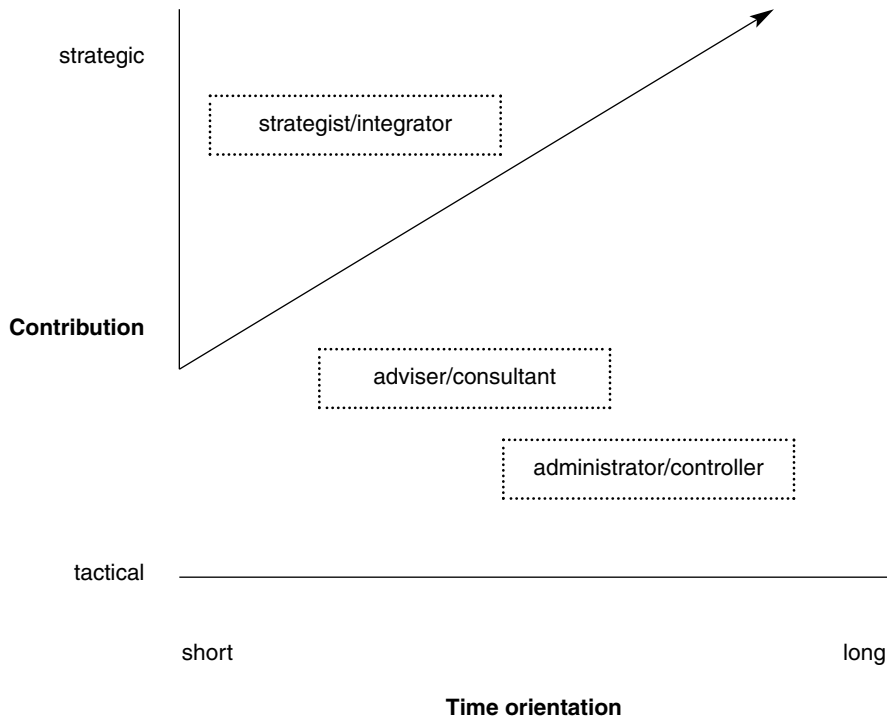 strategic
strategist/integrator
Contribution
adviser/consultant
administrator/controller
tactical
short
long
Time orientation